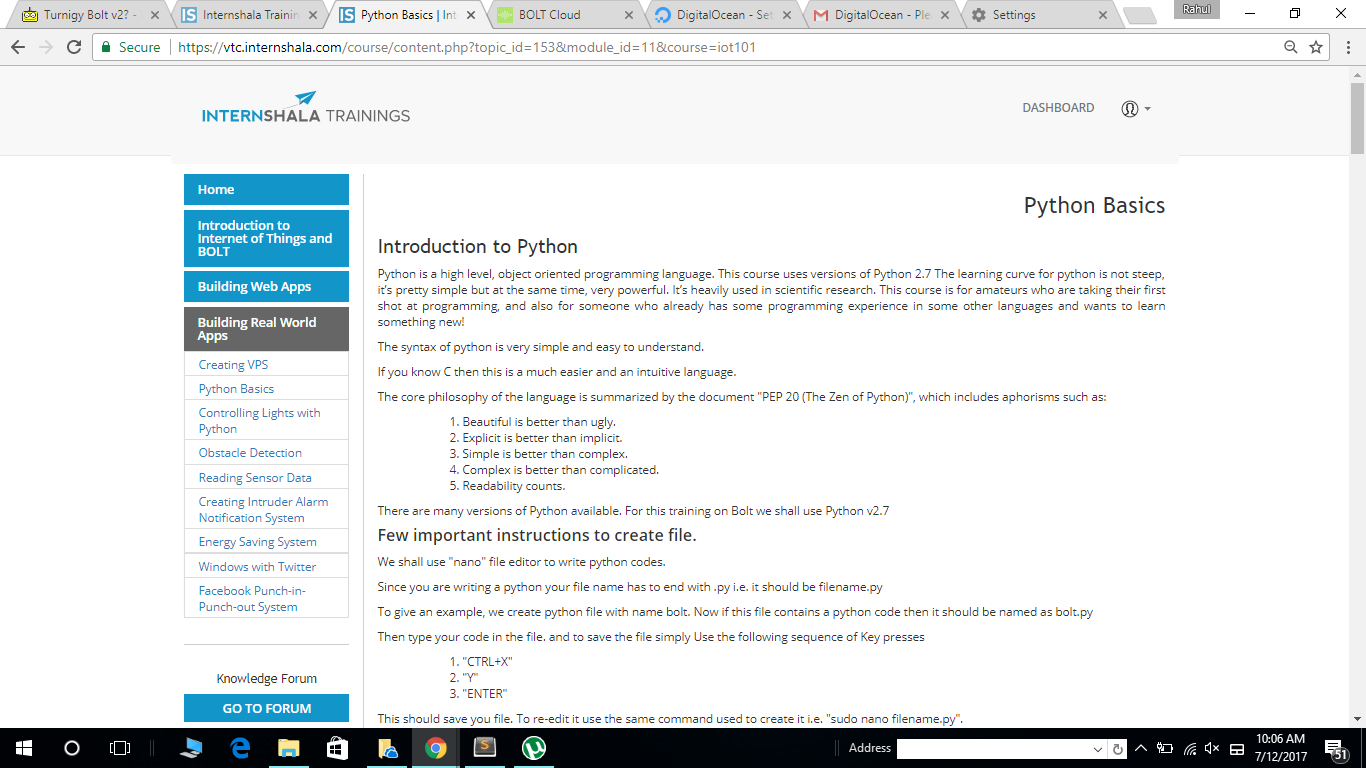 Turnigy Bolt v2? -
Internshala Trainin
Python Basics | Int
BOLT Cloud
DigitalOcean - Set
DigitalOcean - Ple
Settings
Rahul
Secure
https://vtc.internshala.com/course/content.php?topic_id=153&module_id=11&course=iot101
INTERNSHALA TRAININGS
DASHBOARD
Home
Introduction to
Internet of Things and
BOLT
Building Web Apps
Building Real World
Apps
Creating VPS
Python Basics
Controlling Lights with
Python
Obstacle Detection
Reading Sensor Data
Creating Intruder Alarm
Notification System
Energy Saving System
Windows with Twitter
Facebook Punch-in-
Punch-out System
Knowledge Forum
GO TO FORUM
Python Basics
Introduction to Python
Python is a high level, object oriented programming language. This course uses versions of Python 2.7 The learning curve for python is not steep,
it's pretty simple but at the same time, very powerful. It's heavily used in scientific research. This course is for amateurs who are taking their first
shot at programming, and also for someone who already has some programming experience in some other languages and wants to learn
something new!
The syntax of python is very simple and easy to understand.
If you know C then this is a much easier and an intuitive language.
The core philosophy of the language is summarized by the document "PEP 20 (The Zen of Python)", which includes aphorisms such as:
1. Beautiful is better than ugly.
2. Explicit is better than implicit.
3. Simple is better than complex.
4. Complex is better than complicated.
5. Readability counts.
There are many versions of Python available. For this training on Bolt we shall use Python v2.7
Few important instructions to create file.
We shall use "nano" file editor to write python codes.
Since you are writing a python your file name has to end with .py i.e. it should be filename.py
To give an example, we create python file with name bolt. Now if this file contains a python code then it should be named as bolt.py
Then type your code in the file. and to save the file simply Use the following sequence of Key presses
1. "CTRL+X"
2. "Y"
3. "ENTER"
This should save you file. To re-edit it use the same command used to create it i.e. "sudo nano filename.py".
Address
10:06 AM
7/12/2017
51